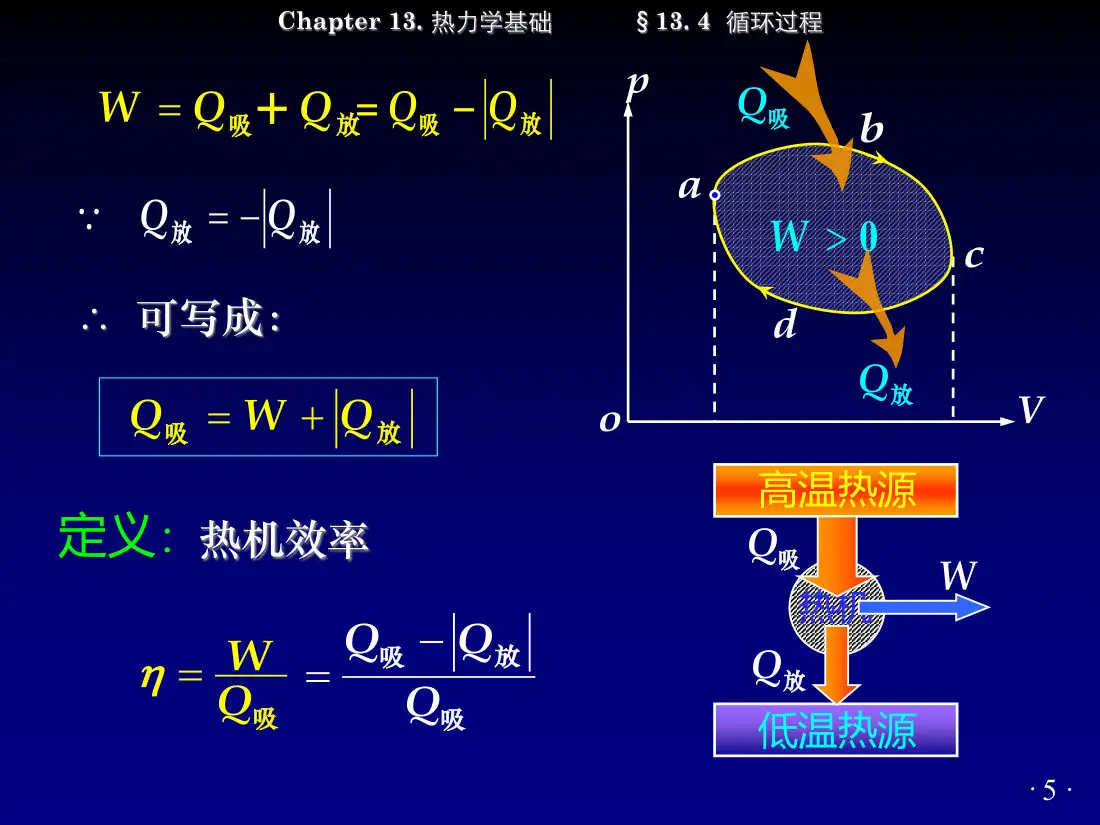 Chapter 13. 热力学基础 §13. 4 循环过程
W = Q吸 + Q放 = Q吸 − |Q放|
∵ Q放 = −|Q放|
∴ 可写成:
Q吸 = W + |Q放|
定义: 热机效率
η = W / Q吸 = (Q吸 − |Q放|) / Q吸
p
Q吸
b
a
W > 0
c
d
Q放
o
V
高温热源
Q吸
W
热机
Q放
低温热源
· 5 ·